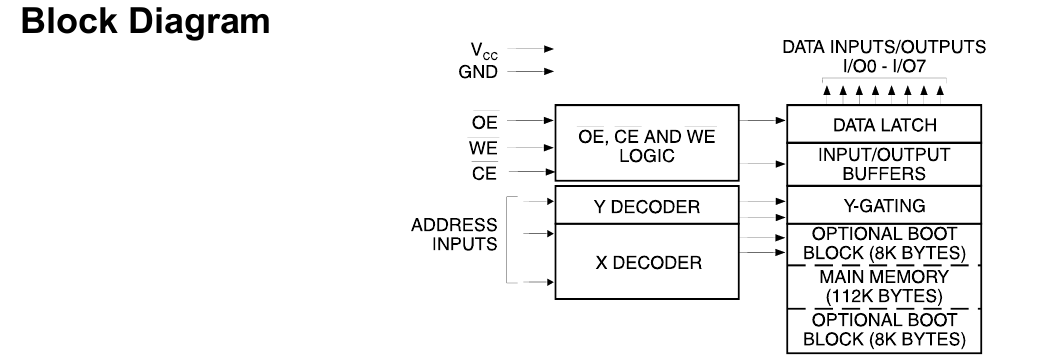 Block Diagram
VCC
GND
DATA INPUTS/OUTPUTS
I/O0 - I/O7
OE
WE
CE
OE, CE AND WE
LOGIC
DATA LATCH
INPUT/OUTPUT
BUFFERS
ADDRESS
INPUTS
Y DECODER
Y-GATING
X DECODER
OPTIONAL BOOT
BLOCK (8K BYTES)
MAIN MEMORY
(112K BYTES)
OPTIONAL BOOT
BLOCK (8K BYTES)